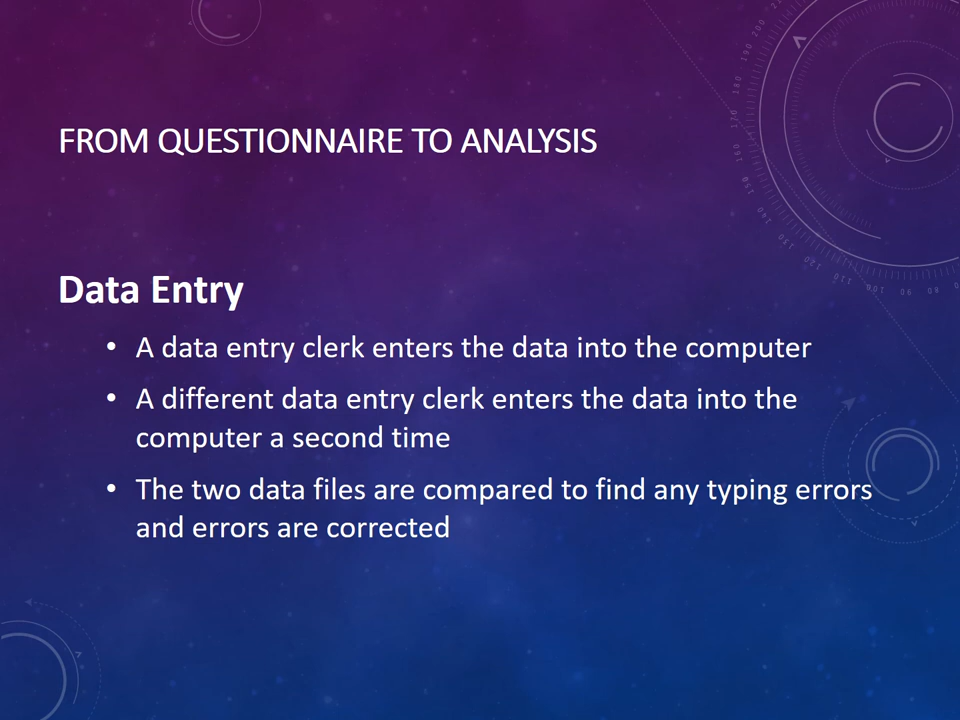 FROM QUESTIONNAIRE TO ANALYSIS
Data Entry
• A data entry clerk enters the data into the computer
• A different data entry clerk enters the data into the
computer a second time
• The two data files are compared to find any typing errors
and errors are corrected